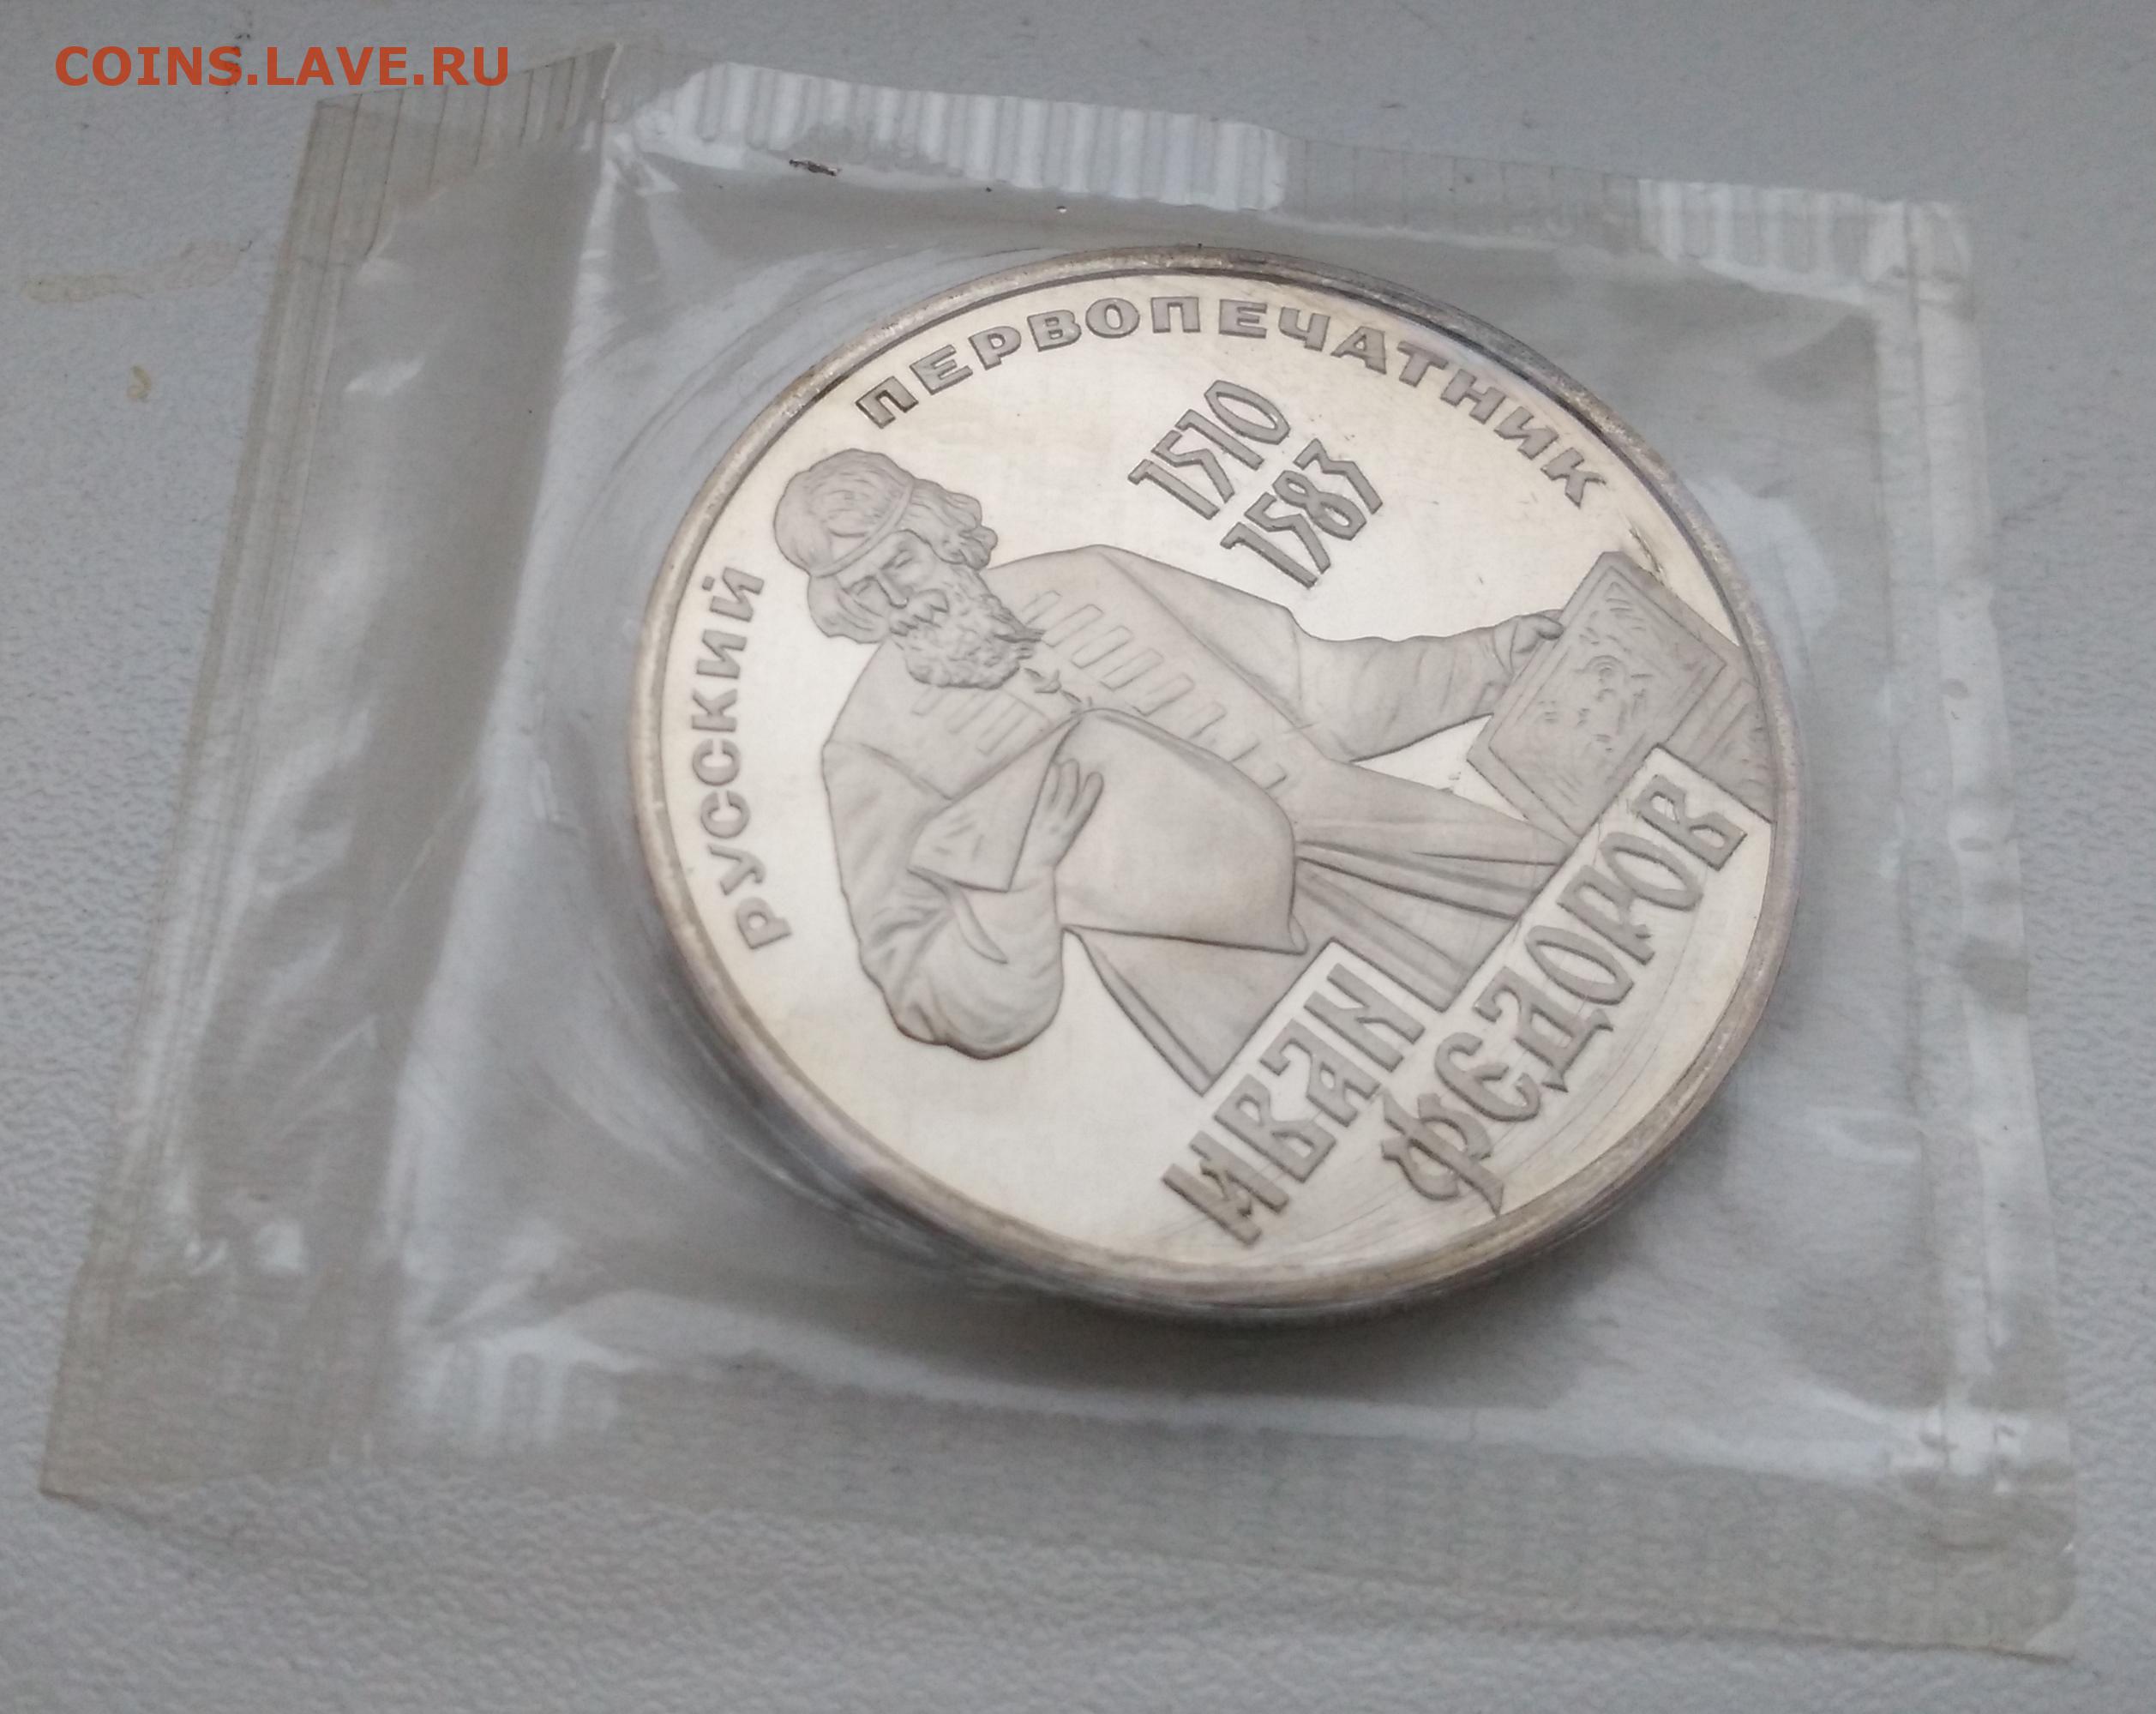 COINS.LAVE.RU
РУССКИЙ ПЕРВОПЕЧАТНИК
1510
1583
ИВАН
ФЕДОРОВ